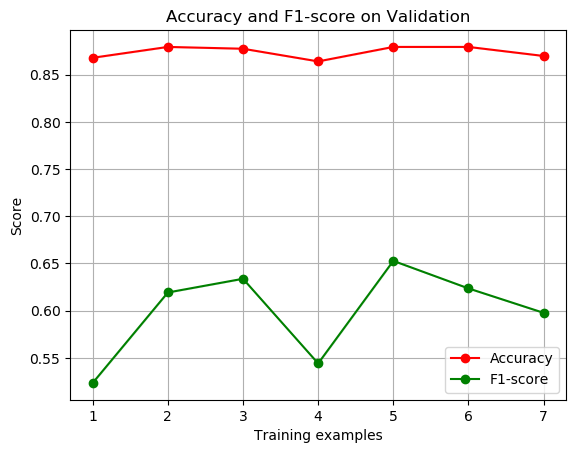 Accuracy and F1-score on Validation
Score
0.85
0.80
0.75
0.70
0.65
0.60
0.55
Accuracy
F1-score
1 2 3 4 5 6 7
Training examples